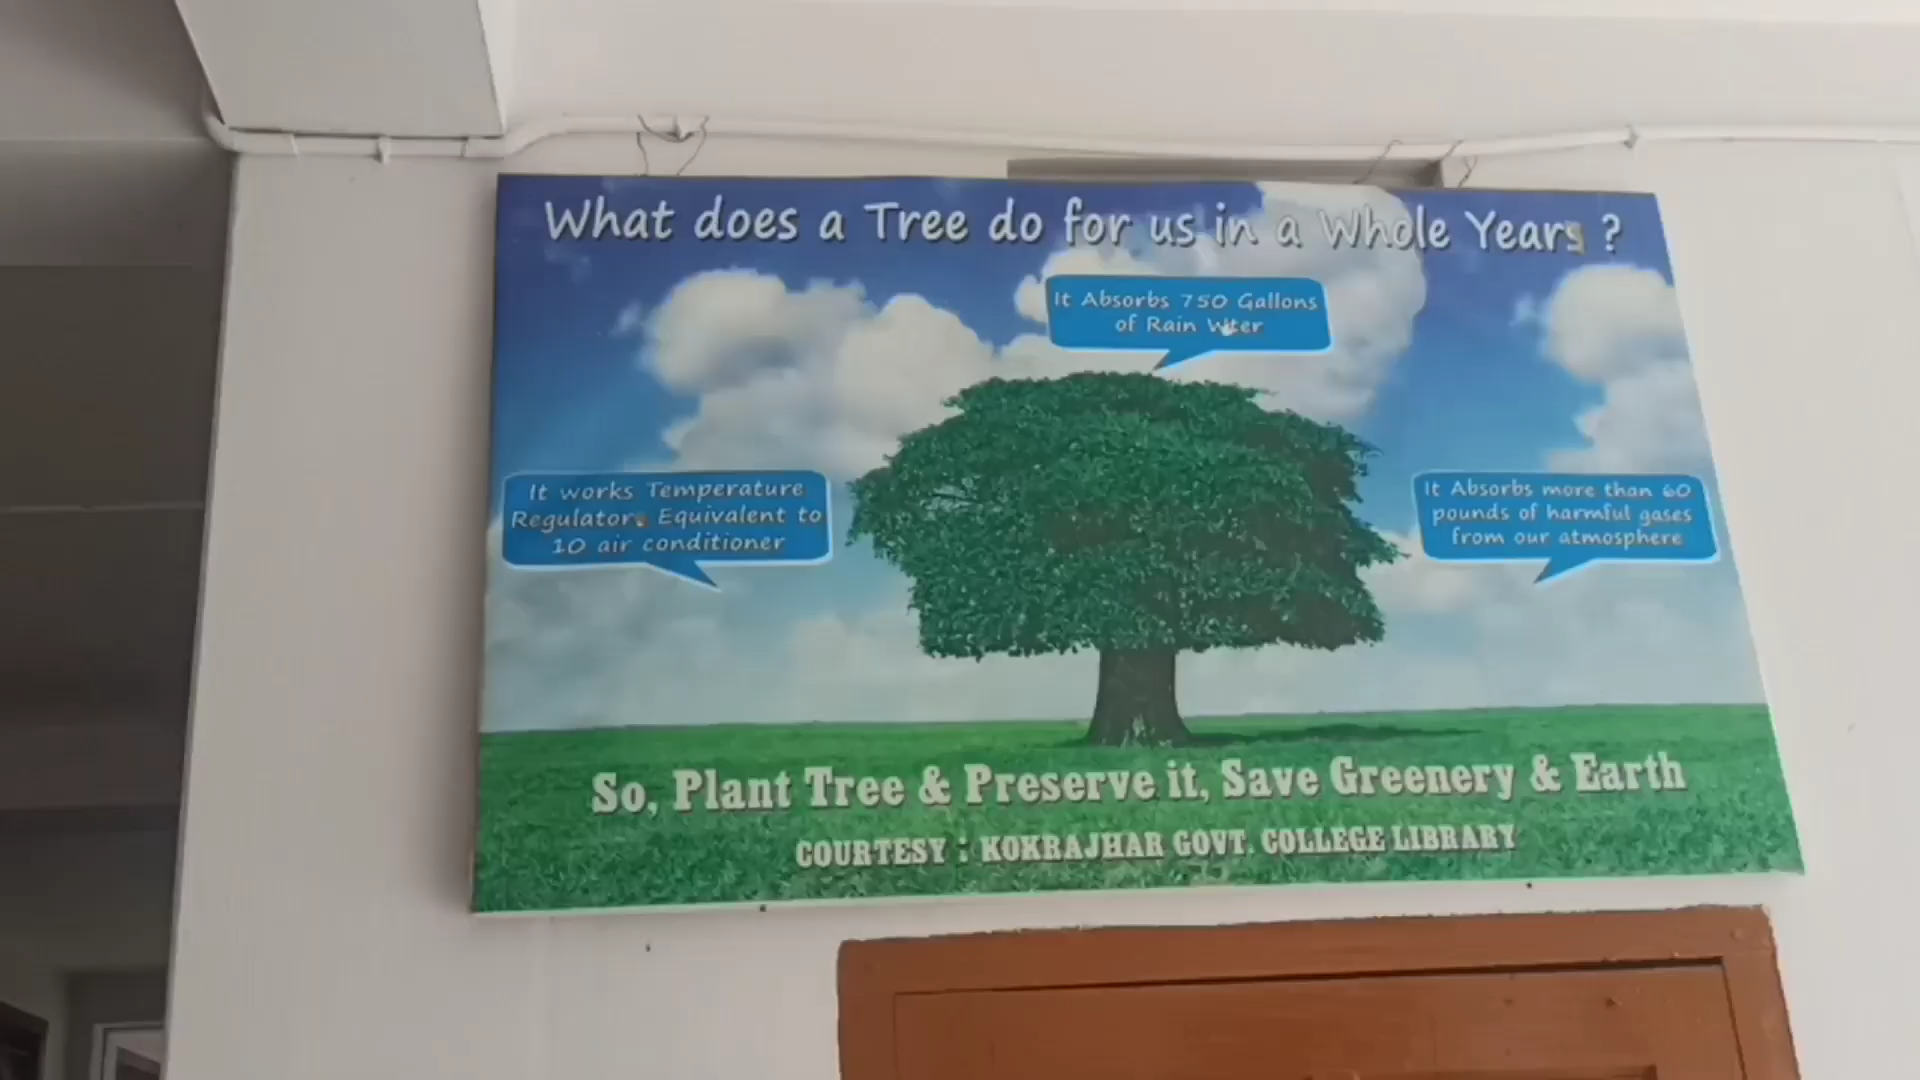 What does a Tree do for us in a Whole Years ?
It Absorbs 750 Gallons
of Rain Wter
It works Temperature
Regulators Equivalent to
10 air conditioner
It Absorbs more than 60
pounds of harmful gases
from our atmosphere
So, Plant Tree & Preserve it, Save Greenery & Earth
COURTESY : KOKRAJHAR GOVT. COLLEGE LIBRARY